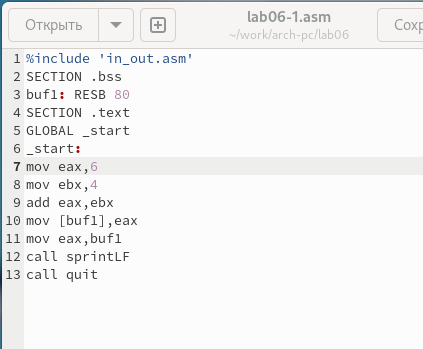 Открыть
lab06-1.asm
~/work/arch-pc/lab06
Сохр
1 %include 'in_out.asm'
2 SECTION .bss
3 buf1: RESB 80
4 SECTION .text
5 GLOBAL _start
6 _start:
7 mov eax,6
8 mov ebx,4
9 add eax,ebx
10 mov [buf1],eax
11 mov eax,buf1
12 call sprintLF
13 call quit